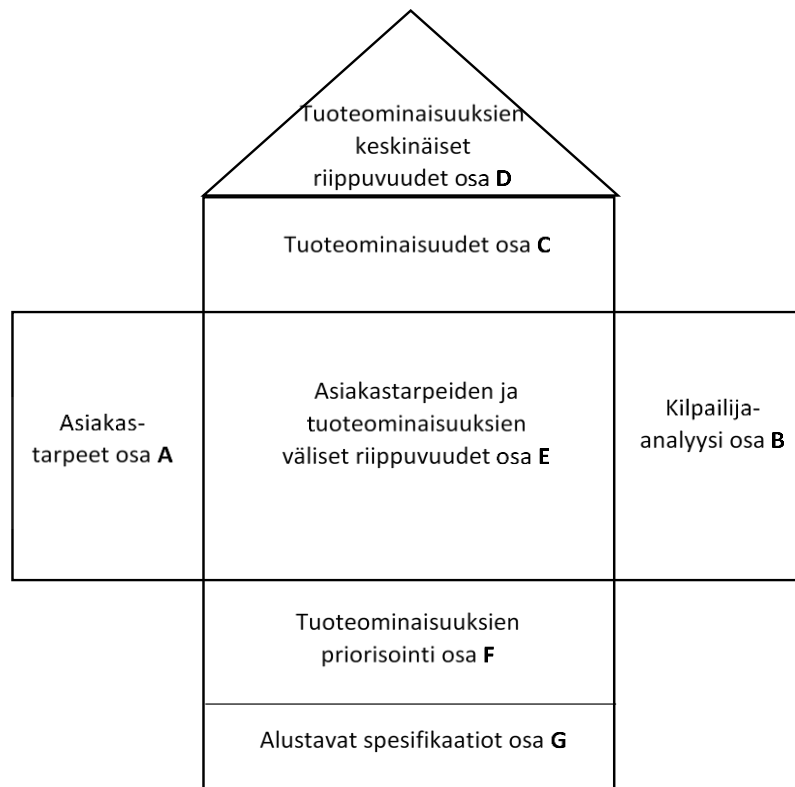 Tuoteominaisuuksien
keskinäiset
riippuvuudet osa D
Tuoteominaisuudet osa C
Asiakas-
tarpeet osa A
Asiakastarpeiden ja
tuoteominaisuuksien
väliset riippuvuudet osa E
Kilpailija-
analyysi osa B
Tuoteominaisuuksien
priorisointi osa F
Alustavat spesifikaatiot osa G